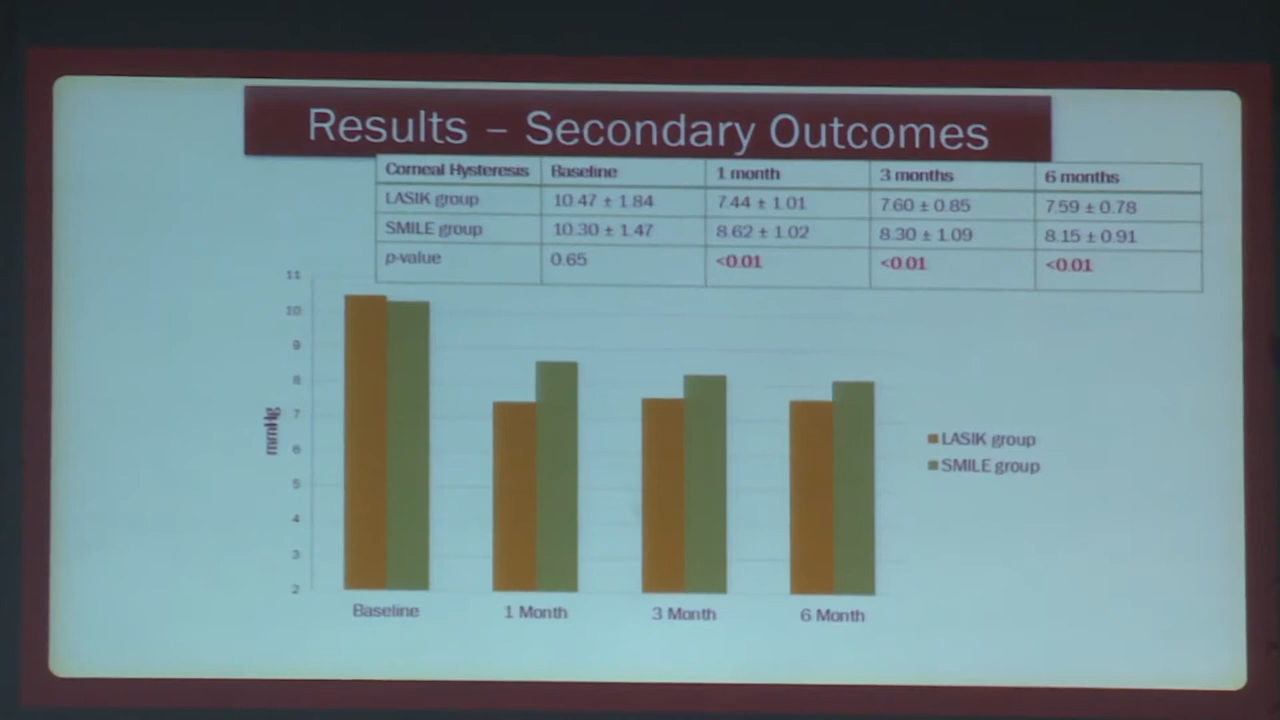 Results – Secondary Outcomes
Corneal Hysteresis Baseline 1 month 3 months 6 months
LASIK group 10.47 ± 1.84 7.44 ± 1.01 7.60 ± 0.85 7.59 ± 0.78
SMILE group 10.30 ± 1.47 8.62 ± 1.02 8.30 ± 1.09 8.15 ± 0.91
p-value 0.65 <0.01 <0.01 <0.01
11
10
9
8
7
6
5
4
3
2
mmHg
Baseline 1 Month 3 Month 6 Month
LASIK group
SMILE group